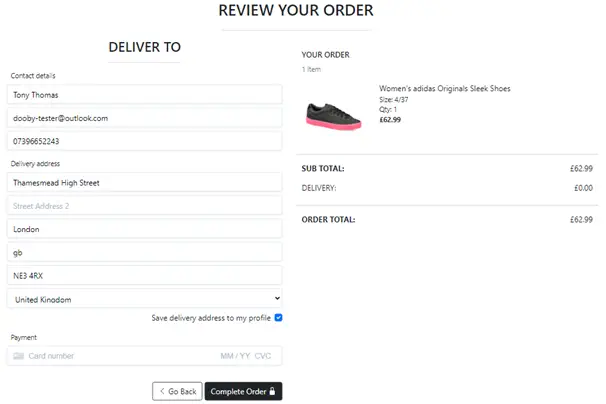 REVIEW YOUR ORDER
DELIVER TO
Contact details
Tony Thomas
dooby-tester@outlook.com
07396652243
Delivery address
Thamesmead High Street
Street Address 2
London
gb
NE3 4RX
United Kinodom
Save delivery address to my profile
Payment
Card number MM / YY CVC
Go Back Complete Order
YOUR ORDER
1 Item
Women's adidas Originals Sleek Shoes
Size: 4/37
Qty: 1
£62.99
SUB TOTAL: £62.99
DELIVERY: £0.00
ORDER TOTAL: £62.99